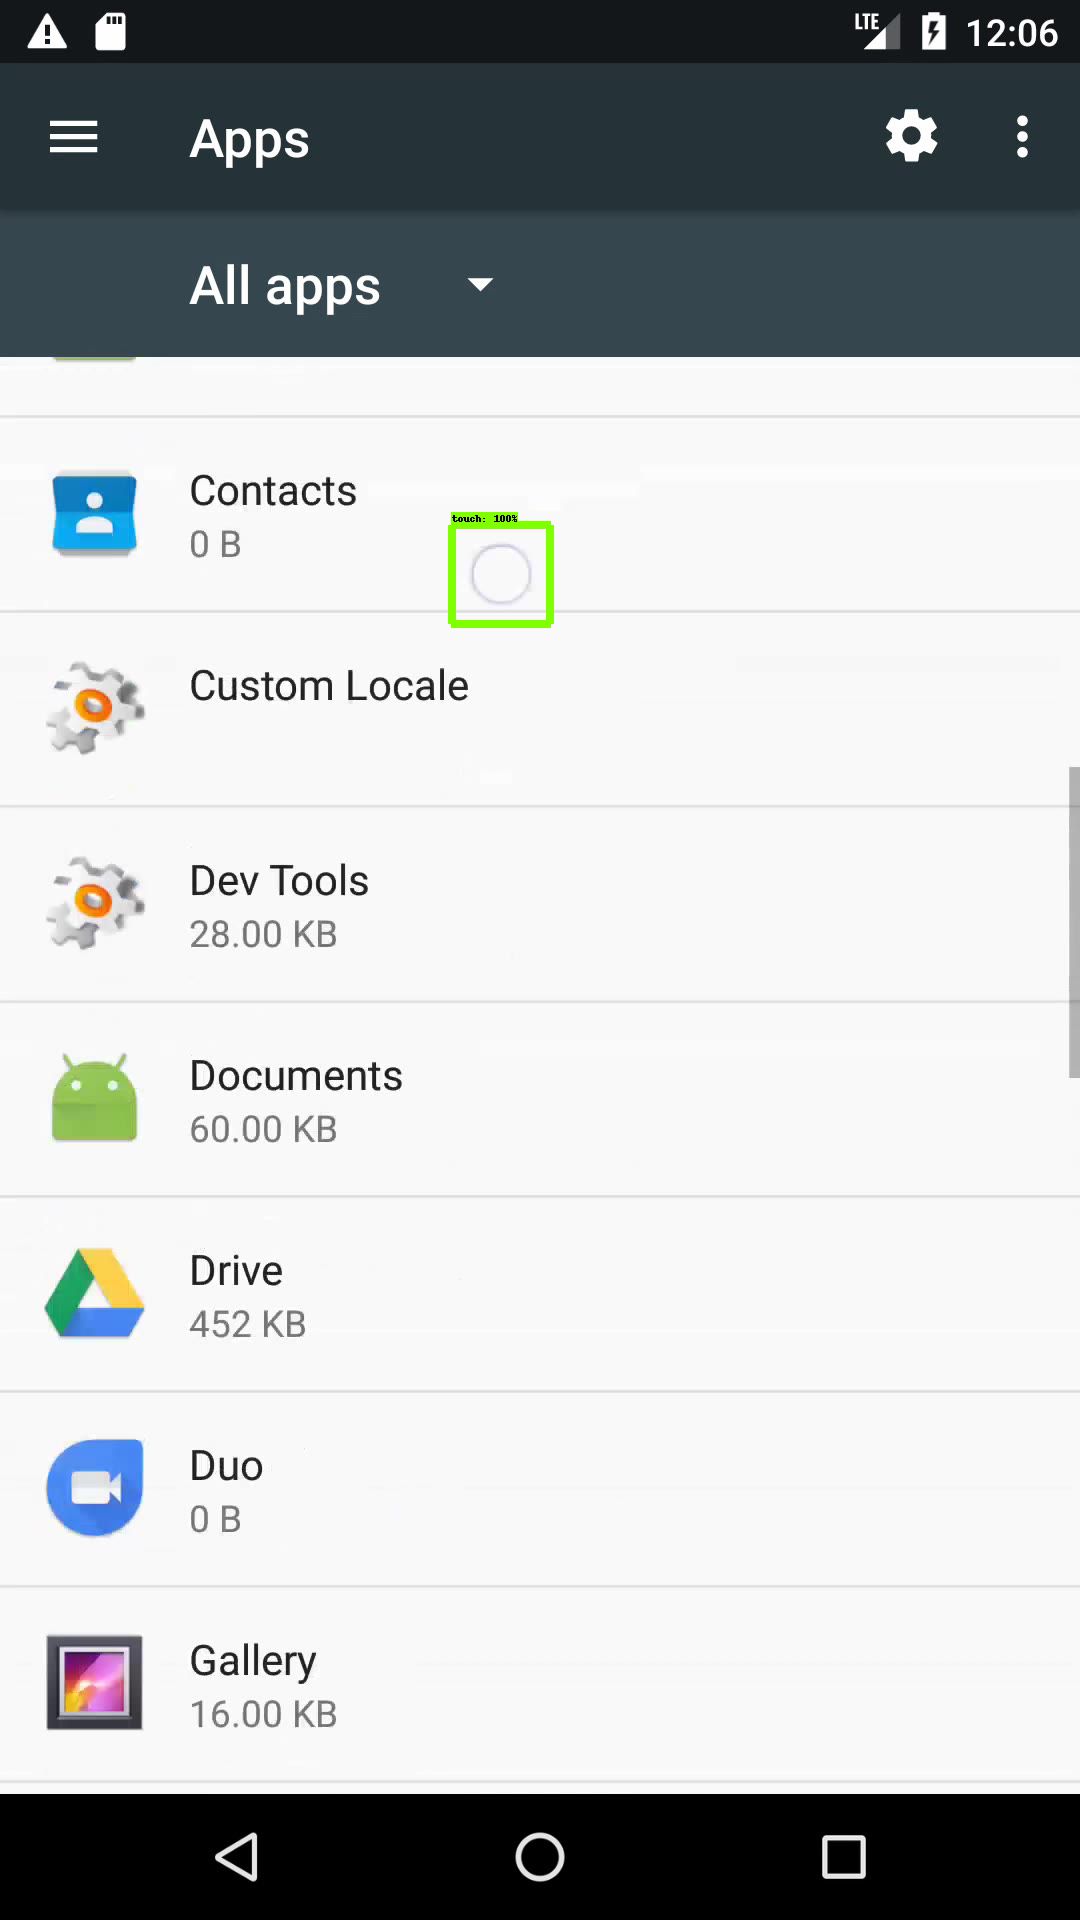 LTE 12:06
Apps
All apps
Contacts
0 B
touch: 100%
Custom Locale
Dev Tools
28.00 KB
Documents
60.00 KB
Drive
452 KB
Duo
0 B
Gallery
16.00 KB